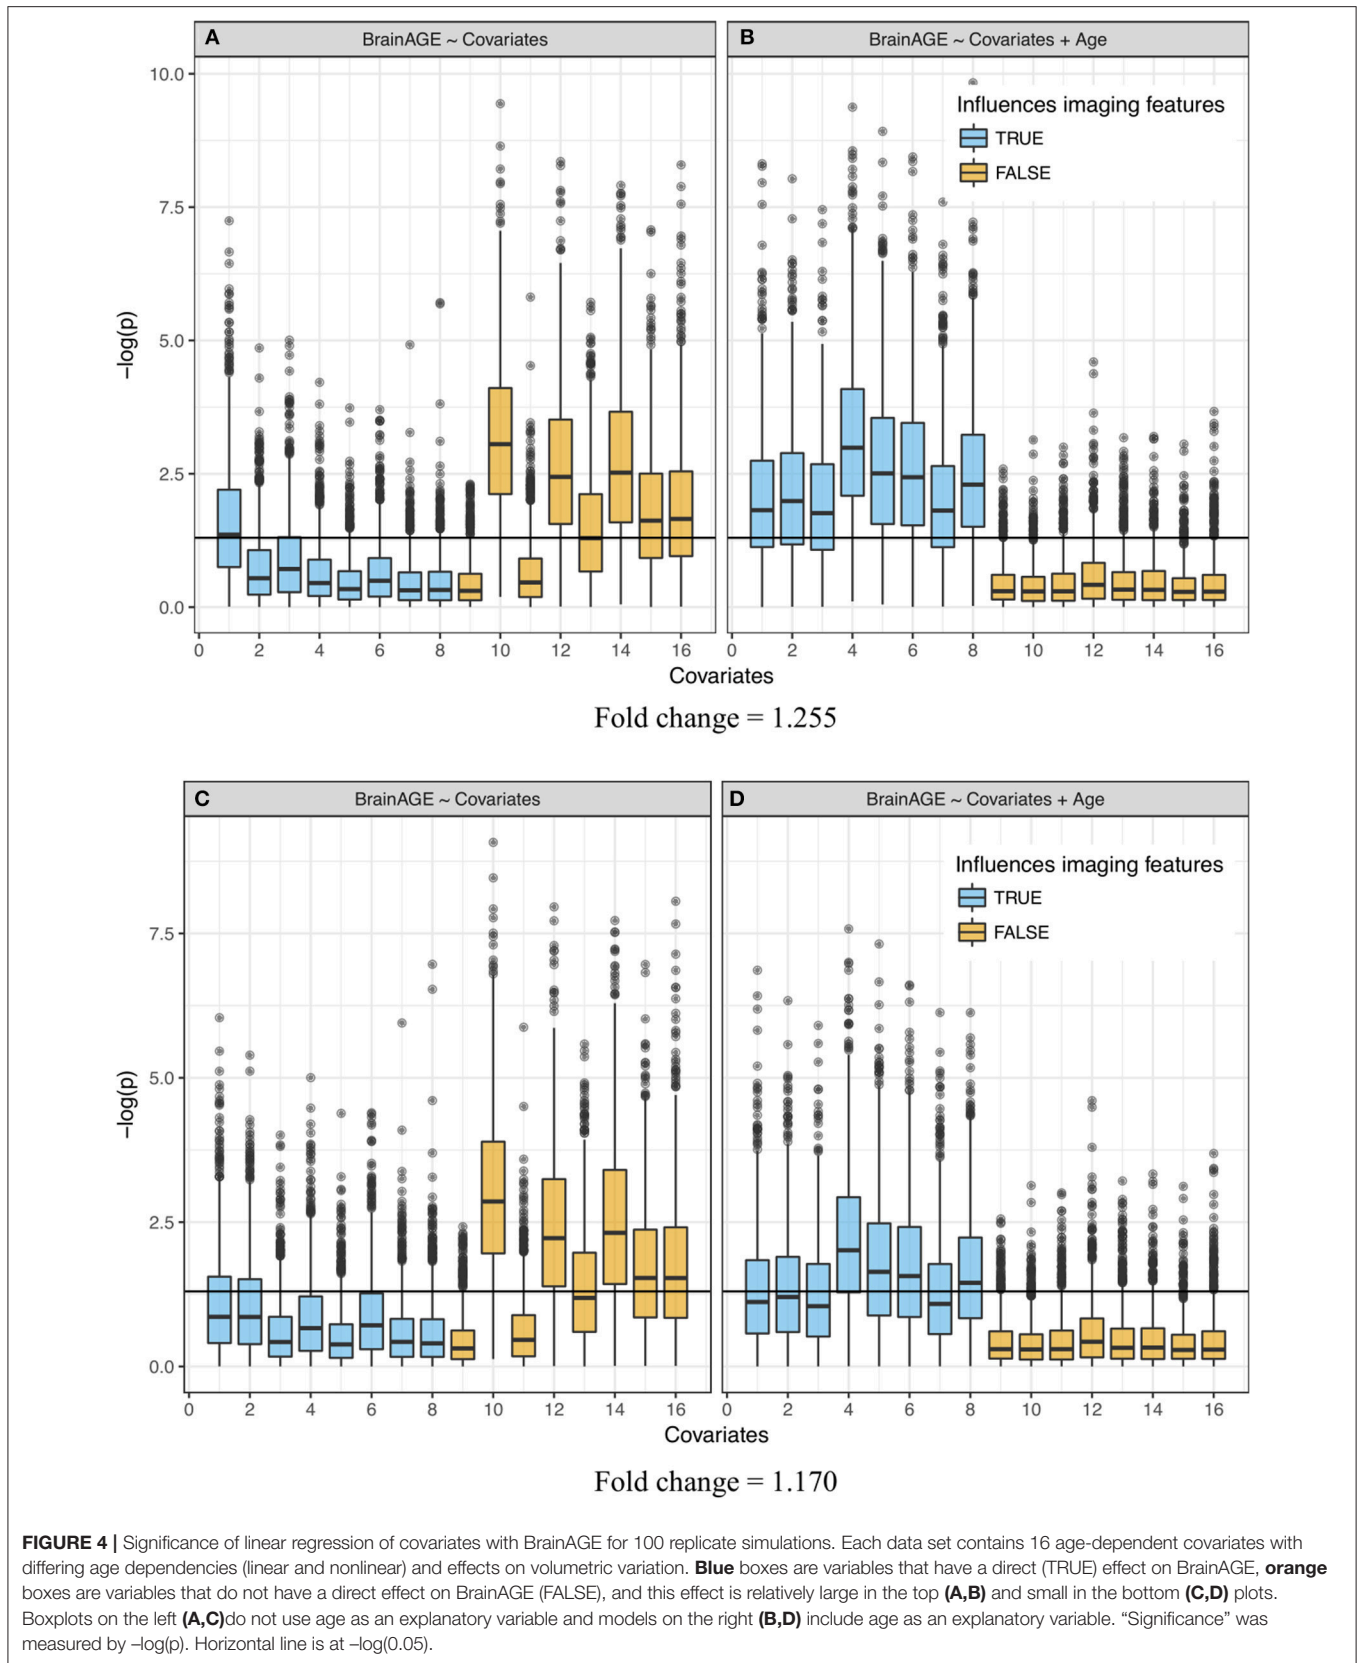 A BrainAGE ~ Covariates
B BrainAGE ~ Covariates + Age
10.0
7.5
5.0
2.5
0.0
–log(p)
Influences imaging features
TRUE
FALSE
0 2 4 6 8 10 12 14 16
0 2 4 6 8 10 12 14 16
Covariates
Fold change = 1.255
C BrainAGE ~ Covariates
D BrainAGE ~ Covariates + Age
7.5
5.0
2.5
0.0
–log(p)
Influences imaging features
TRUE
FALSE
0 2 4 6 8 10 12 14 16
0 2 4 6 8 10 12 14 16
Covariates
Fold change = 1.170
FIGURE 4 | Significance of linear regression of covariates with BrainAGE for 100 replicate simulations. Each data set contains 16 age-dependent covariates with
differing age dependencies (linear and nonlinear) and effects on volumetric variation. Blue boxes are variables that have a direct (TRUE) effect on BrainAGE, orange
boxes are variables that do not have a direct effect on BrainAGE (FALSE), and this effect is relatively large in the top (A,B) and small in the bottom (C,D) plots.
Boxplots on the left (A,C)do not use age as an explanatory variable and models on the right (B,D) include age as an explanatory variable. “Significance” was
measured by –log(p). Horizontal line is at –log(0.05).